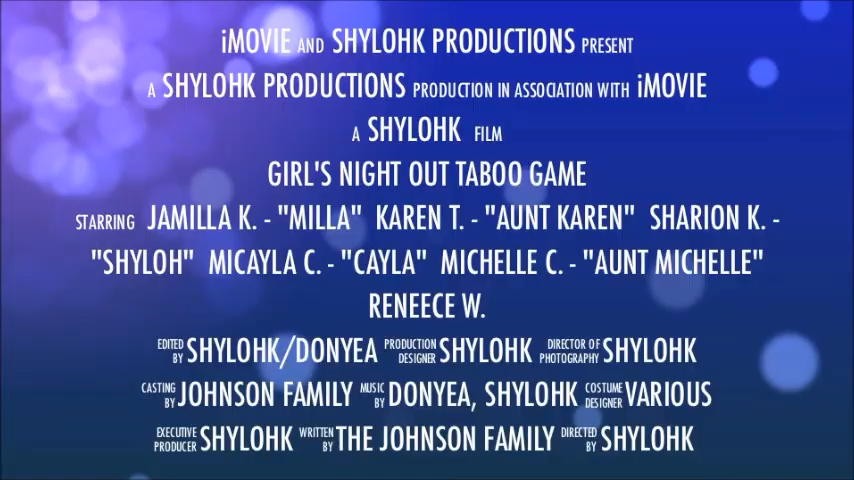 iMOVIE AND SHYLOHK PRODUCTIONS PRESENT
A SHYLOHK PRODUCTIONS PRODUCTION IN ASSOCIATION WITH iMOVIE
A SHYLOHK FILM
GIRL'S NIGHT OUT TABOO GAME
STARRING JAMILLA K. - "MILLA" KAREN T. - "AUNT KAREN" SHARION K. -
"SHYLOH" MICAYLA C. - "CAYLA" MICHELLE C. - "AUNT MICHELLE"
RENEECE W.
EDITED BY SHYLOHK/DONYEA PRODUCTION DESIGNER SHYLOHK DIRECTOR OF PHOTOGRAPHY SHYLOHK
CASTING BY JOHNSON FAMILY MUSIC BY DONYEA, SHYLOHK COSTUME DESIGNER VARIOUS
EXECUTIVE PRODUCER SHYLOHK WRITTEN BY THE JOHNSON FAMILY DIRECTED BY SHYLOHK